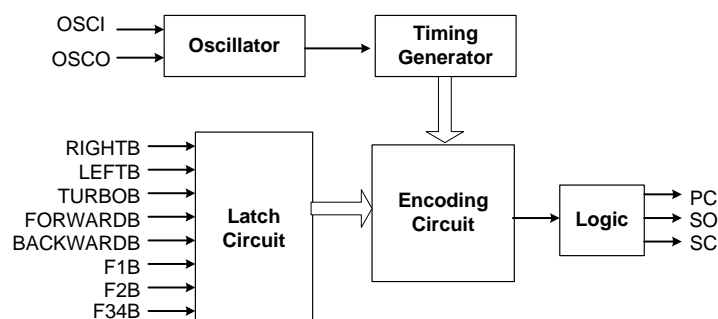 OSCI
OSCO
Oscillator
Timing
Generator
RIGHTB
LEFTB
TURBOB
FORWARDB
BACKWARDB
F1B
F2B
F34B
Latch
Circuit
Encoding
Circuit
Logic
PC
SO
SC